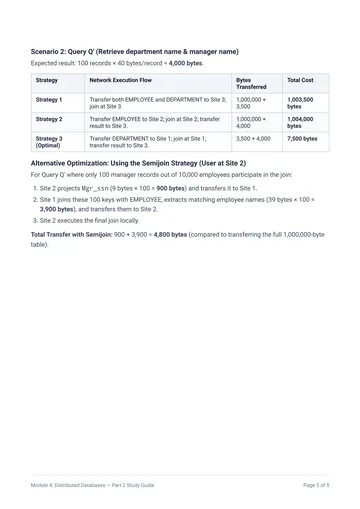 Scenario 2: Query Q' (Retrieve department name & manager name)
Expected result: 100 records × 40 bytes/record = 4,000 bytes.
Strategy Network Execution Flow Bytes Transferred Total Cost
Strategy 1 Transfer both EMPLOYEE and DEPARTMENT to Site 3; join at Site 3. 1,000,000 + 3,500 1,003,500 bytes
Strategy 2 Transfer EMPLOYEE to Site 2; join at Site 2; transfer result to Site 3. 1,000,000 + 4,000 1,004,000 bytes
Strategy 3 (Optimal) Transfer DEPARTMENT to Site 1; join at Site 1; transfer result to Site 3. 3,500 + 4,000 7,500 bytes
Alternative Optimization: Using the Semijoin Strategy (User at Site 2)
For Query Q' where only 100 manager records out of 10,000 employees participate in the join:
1. Site 2 projects Mgr_ssn (9 bytes × 100 = 900 bytes) and transfers it to Site 1.
2. Site 1 joins these 100 keys with EMPLOYEE, extracts matching employee names (39 bytes × 100 =
3,900 bytes), and transfers them to Site 2.
3. Site 2 executes the final join locally.
Total Transfer with Semijoin: 900 + 3,900 = 4,800 bytes (compared to transferring the full 1,000,000-byte
table).
Module 4: Distributed Databases — Part 2 Study Guide
Page 5 of 5